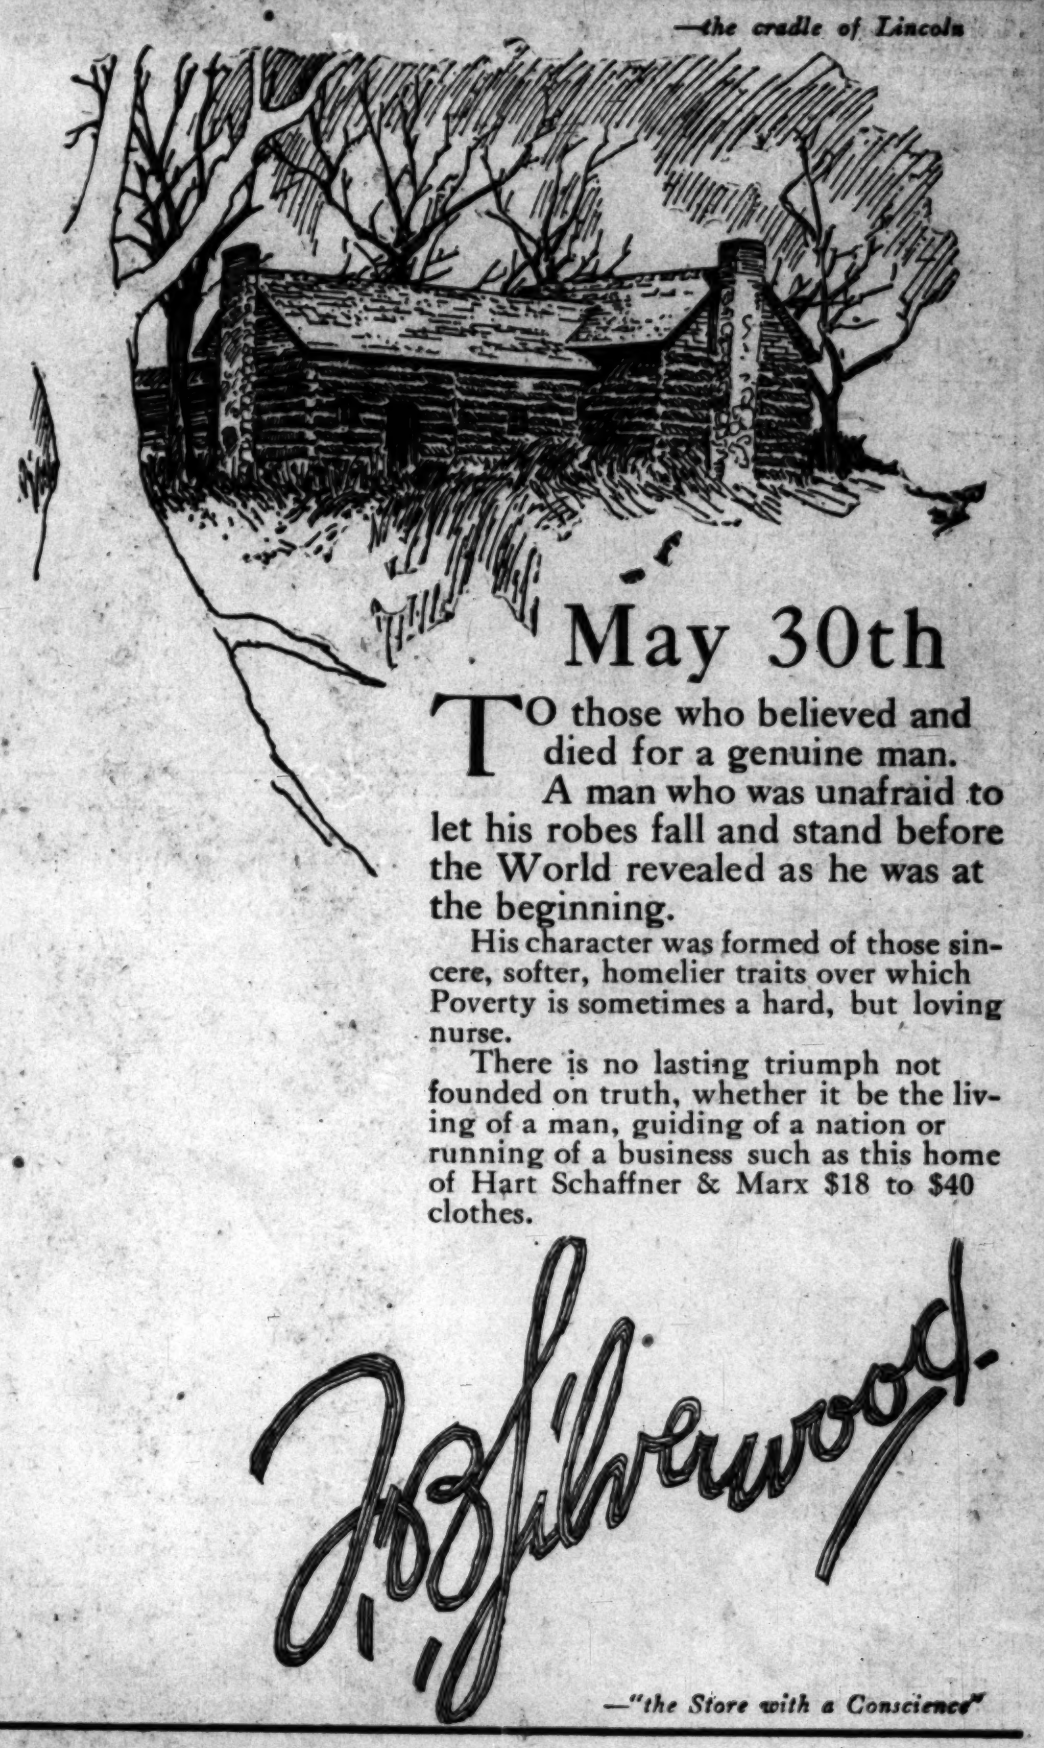 —the cradle of Lincoln
May 30th
TO those who believed and
died for a genuine man.
A man who was unafraid to
let his robes fall and stand before
the World revealed as he was at
the beginning.
His character was formed of those sin-
cere, softer, homelier traits over which
Poverty is sometimes a hard, but loving
nurse.
There is no lasting triumph not
founded on truth, whether it be the liv-
ing of a man, guiding of a nation or
running of a business such as this home
of Hart Schaffner & Marx $18 to $40
clothes.
F.B. Silverwood.
—"the Store with a Conscience"